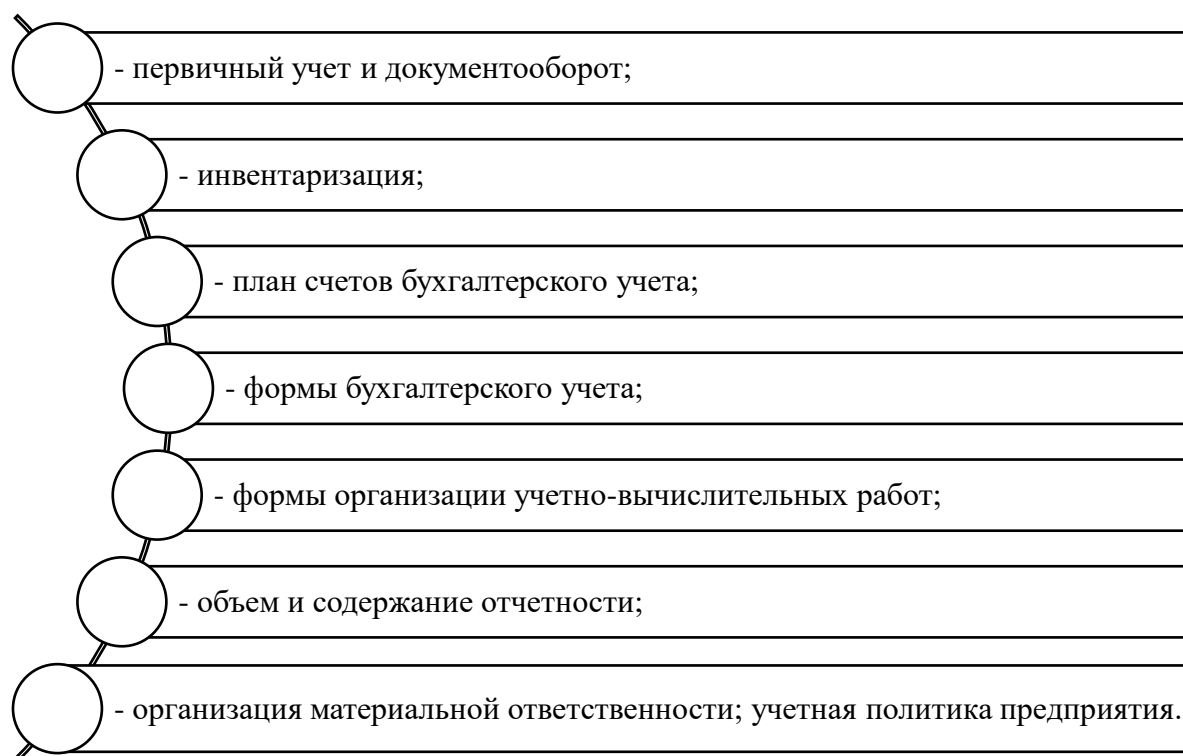 - первичный учет и документооборот;
- инвентаризация;
- план счетов бухгалтерского учета;
- формы бухгалтерского учета;
- формы организации учетно-вычислительных работ;
- объем и содержание отчетности;
- организация материальной ответственности; учетная политика предприятия.